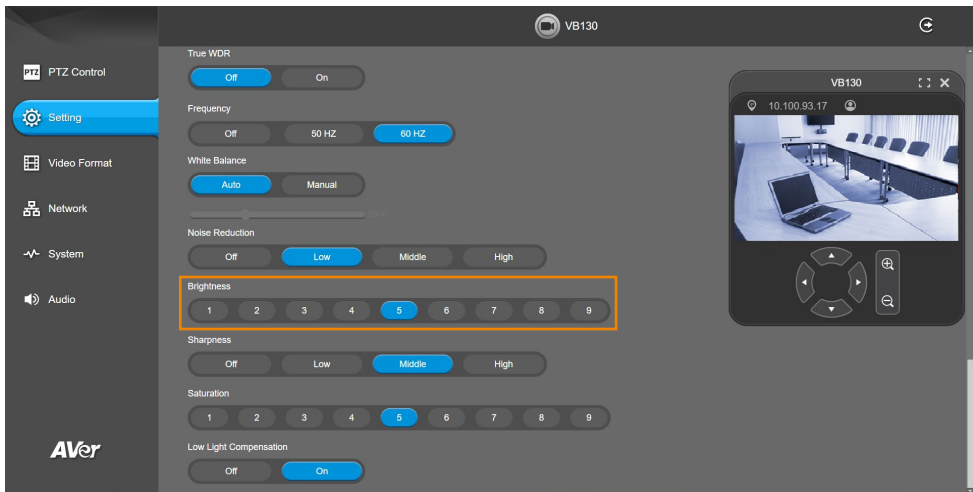 VB130
PTZ PTZ Control
Setting
Video Format
Network
System
Audio
AVer
True WDR
Off On
Frequency
Off 50 HZ 60 HZ
White Balance
Auto Manual
Noise Reduction
Off Low Middle High
Brightness
1 2 3 4 5 6 7 8 9
Sharpness
Off Low Middle High
Saturation
1 2 3 4 5 6 7 8 9
Low Light Compensation
Off On
VB130
10.100.93.17